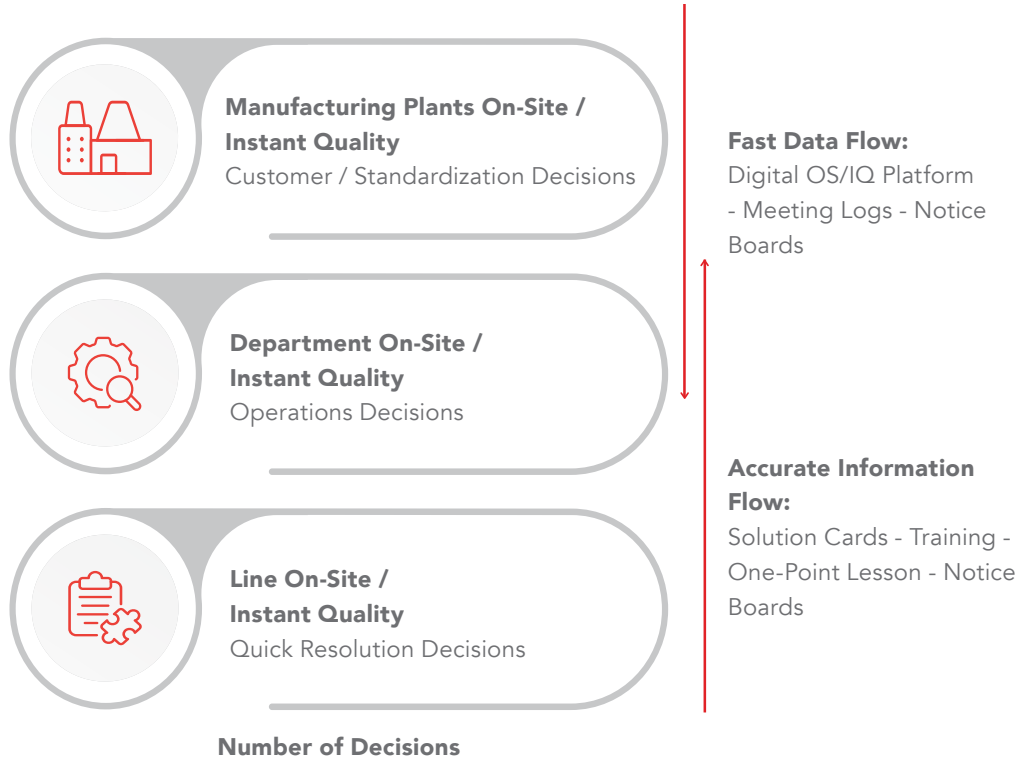 Manufacturing Plants On-Site /
Instant Quality
Customer / Standardization Decisions
Fast Data Flow:
Digital OS/IQ Platform
- Meeting Logs - Notice
Boards
Department On-Site /
Instant Quality
Operations Decisions
Accurate Information
Flow:
Solution Cards - Training -
One-Point Lesson - Notice
Boards
Line On-Site /
Instant Quality
Quick Resolution Decisions
Number of Decisions